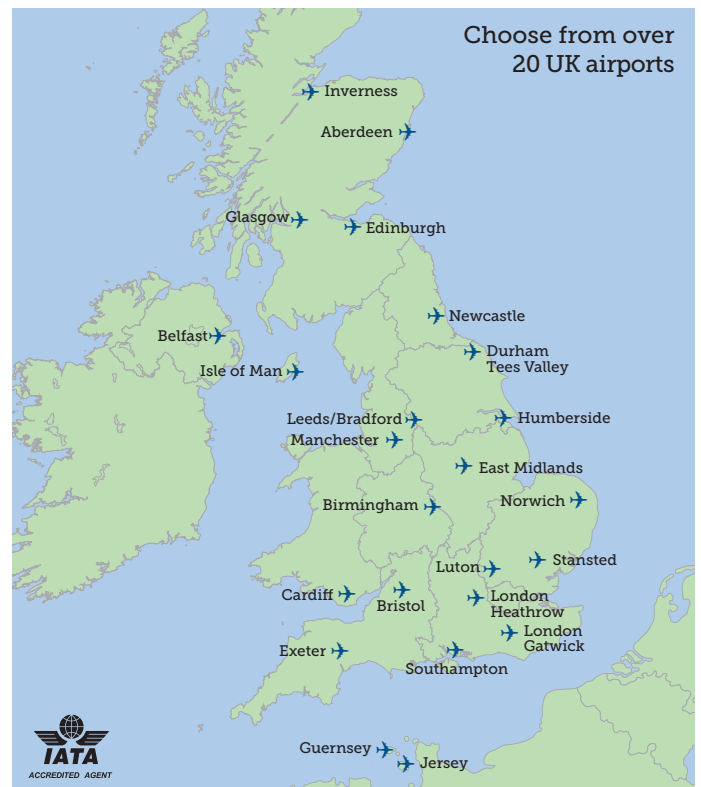 Choose from over
20 UK airports
Inverness
Aberdeen
Glasgow
Edinburgh
Newcastle
Belfast
Durham
Tees Valley
Isle of Man
Leeds/Bradford
Humberside
Manchester
East Midlands
Norwich
Birmingham
Stansted
Luton
Cardiff
Bristol
London
Heathrow
London
Gatwick
Exeter
Southampton
Guernsey
Jersey
IATA
ACCREDITED AGENT